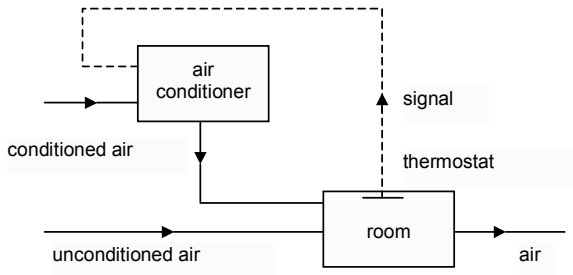 air
conditioner
signal
conditioned air
thermostat
room
unconditioned air
air